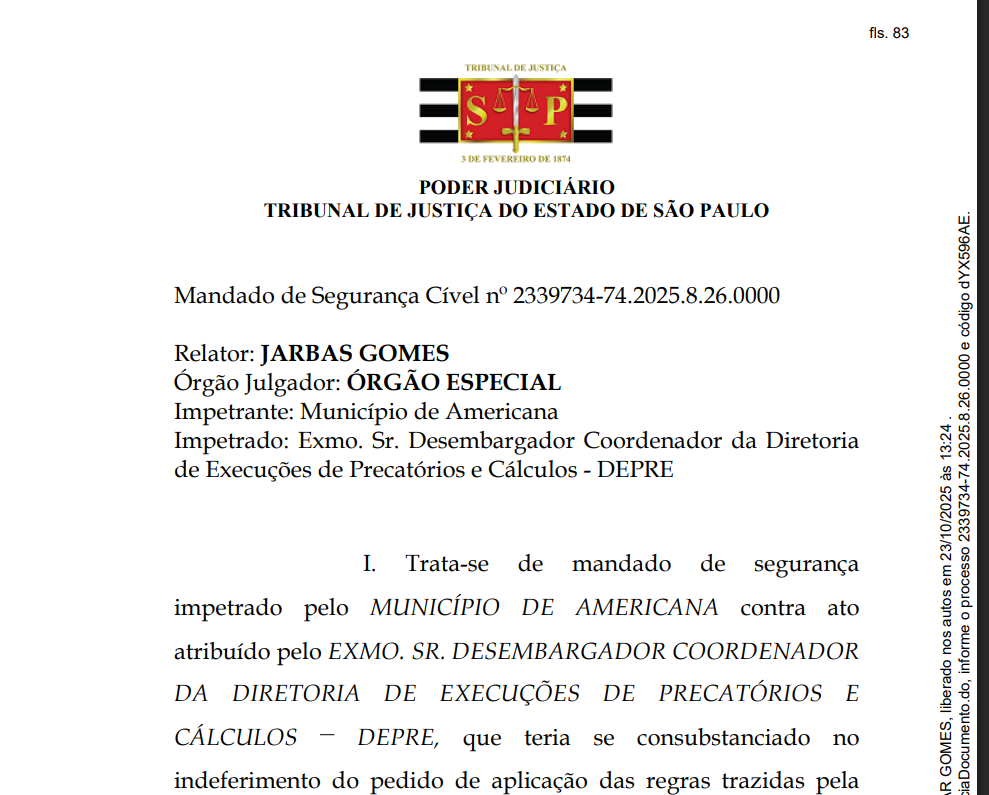 fls. 83
TRIBUNAL DE JUSTIÇA
S P
3 DE FEVEREIRO DE 1874
PODER JUDICIÁRIO
TRIBUNAL DE JUSTIÇA DO ESTADO DE SÃO PAULO
Mandado de Segurança Cível nº 2339734-74.2025.8.26.0000
Relator: JARBAS GOMES
Órgão Julgador: ÓRGÃO ESPECIAL
Impetrante: Município de Americana
Impetrado: Exmo. Sr. Desembargador Coordenador da Diretoria
de Execuções de Precatórios e Cálculos - DEPRE
I. Trata-se de mandado de segurança
impetrado pelo MUNICÍPIO DE AMERICANA contra ato
atribuído pelo EXMO. SR. DESEMBARGADOR COORDENADOR
DA DIRETORIA DE EXECUÇÕES DE PRECATÓRIOS E
CÁLCULOS – DEPRE, que teria se consubstanciado no
indeferimento do pedido de aplicação das regras trazidas pela
GOMES, liberado nos autos em 23/10/2025 às 13:24 .
Documento.do, informe o processo 2339734-74.2025.8.26.0000 e código dYX596AE.